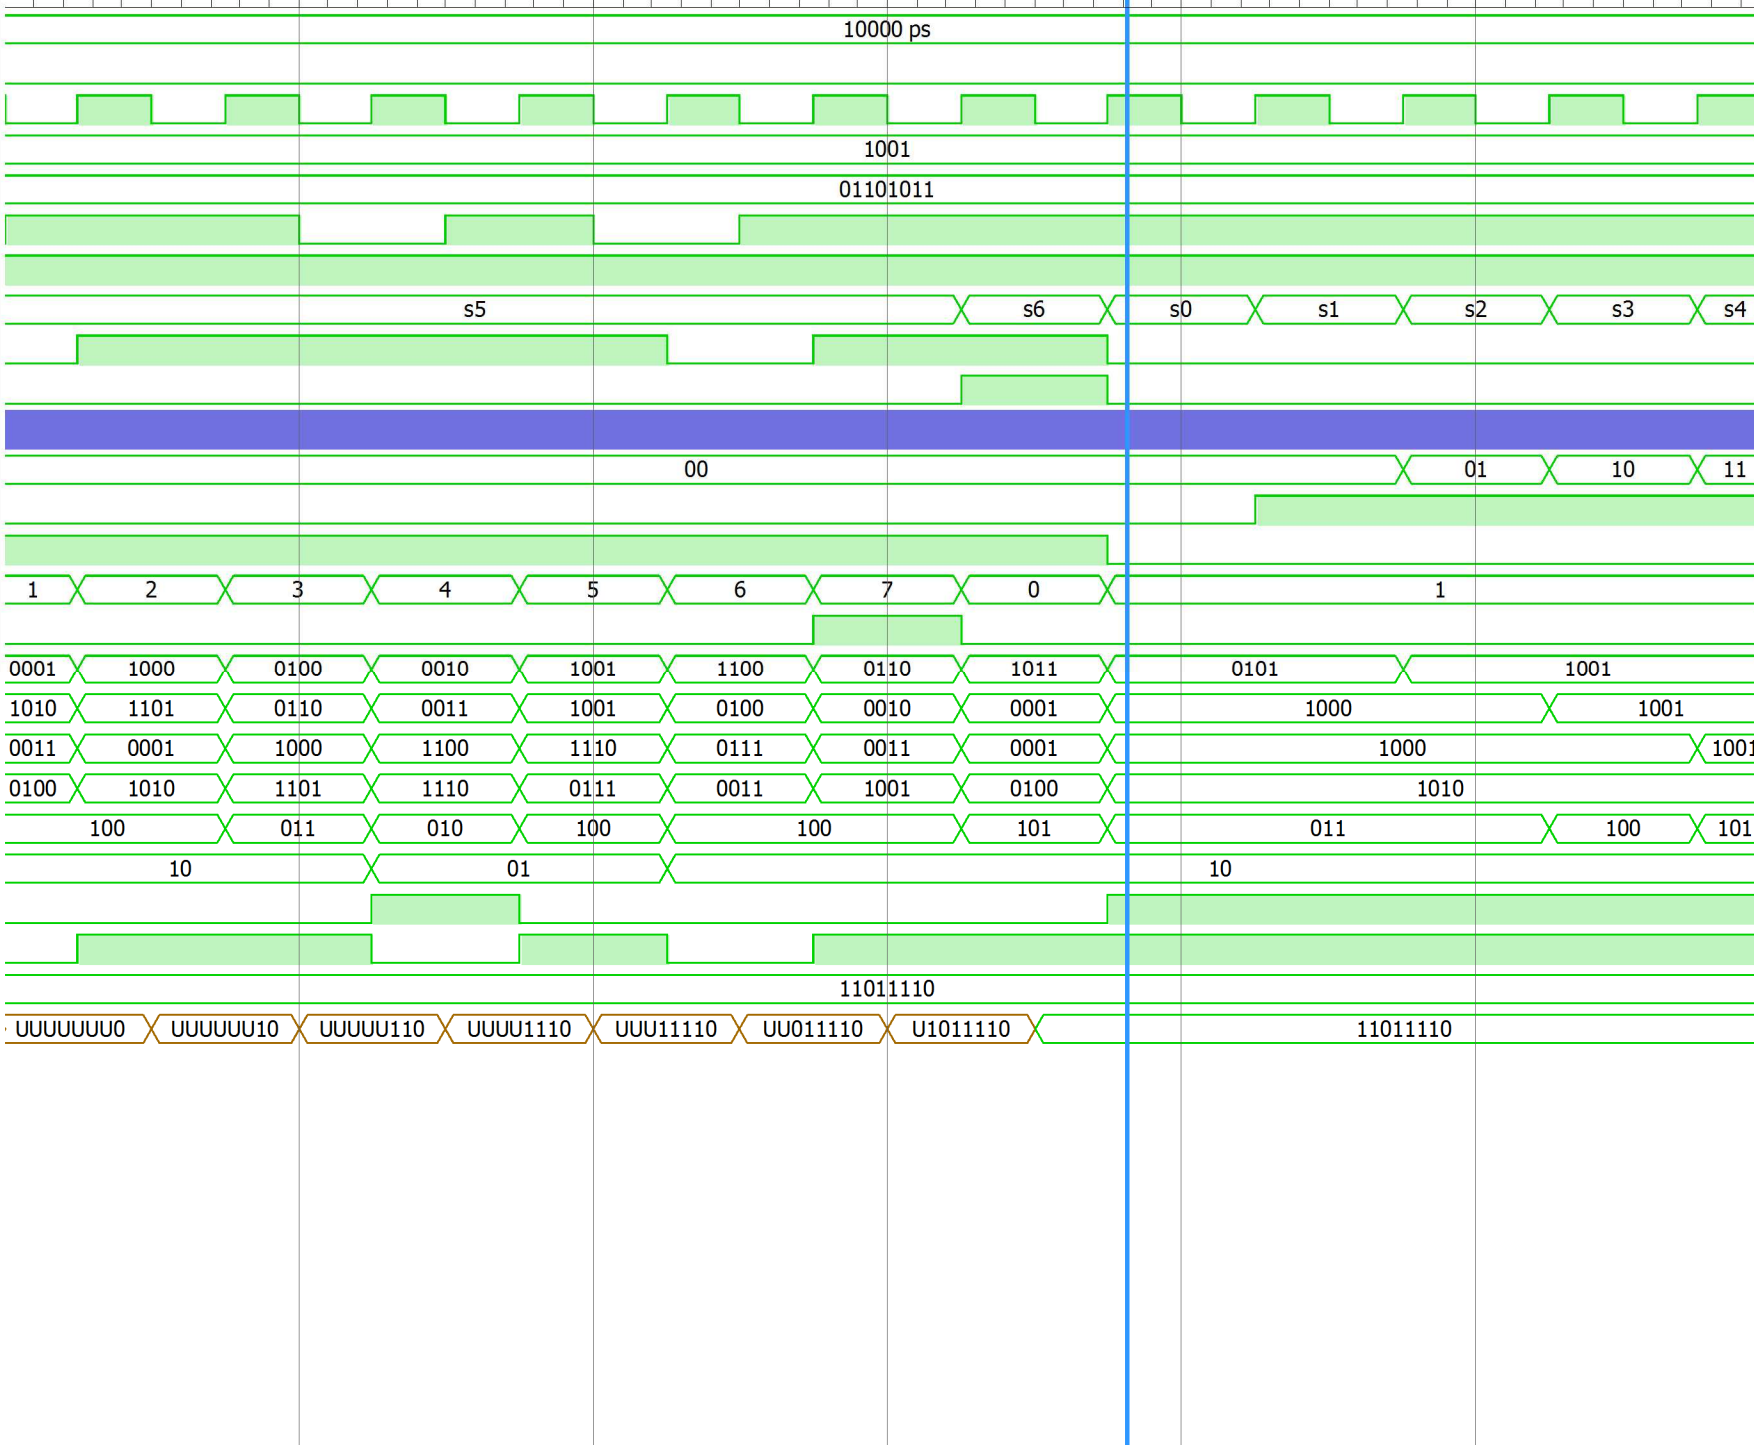 10000 ps
1001
01101011
s5 s6 s0 s1 s2 s3 s4
00 01 10 11
1 2 3 4 5 6 7 0 1
0001 1000 0100 0010 1001 1100 0110 1011 0101 1001
1010 1101 0110 0011 1001 0100 0010 0001 1000 1001
0011 0001 1000 1100 1110 0111 0011 0001 1000 1001
0100 1010 1101 1110 0111 0011 1001 0100 1010
100 011 010 100 100 101 011 100 101
10 01 10
11011110
UUUUUUU0 UUUUUU10 UUUUU110 UUUU1110 UUU11110 UU011110 U1011110 11011110